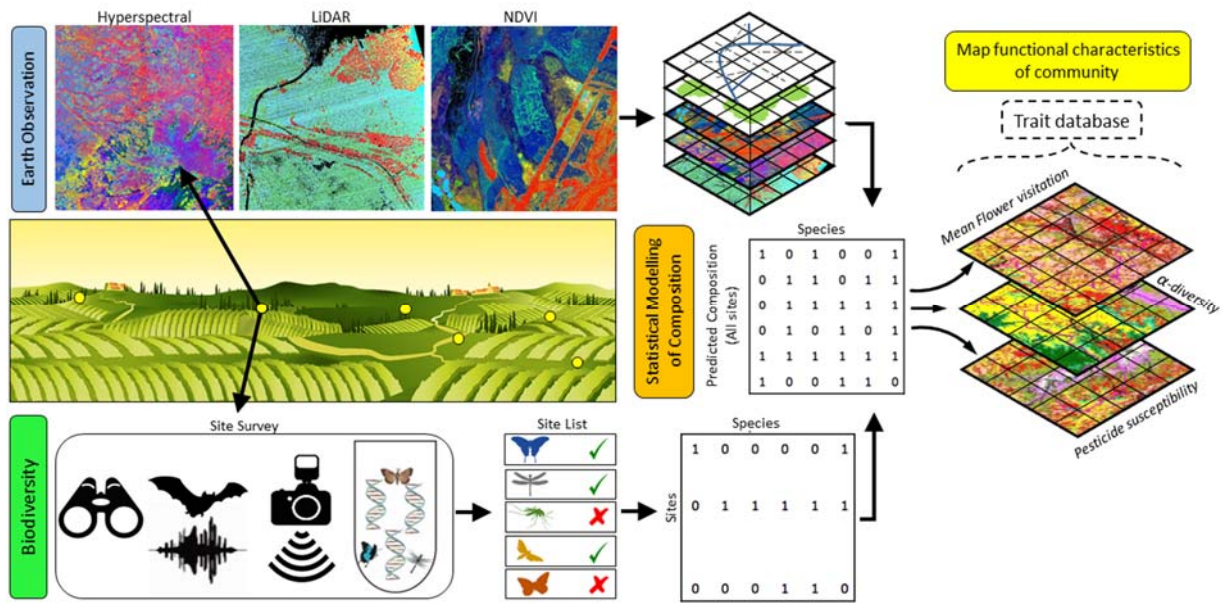 Hyperspectral
LiDAR
NDVI
Earth Observation
Map functional characteristics
of community
Trait database
Mean Flower visitation
α-diversity
Pesticide susceptibility
Statistical Modelling
of Composition
Predicted Composition
(All sites)
Species
1 0 1 0 0 1
0 1 0 1 1 1
0 1 1 1 1 1
0 1 0 1 0 1
1 1 1 1 1 1
1 0 0 1 1 0
Biodiversity
Site Survey
Site List
Species
Sites
1 0 0 0 0 1
0 1 1 1 1 1
0 0 0 1 1 0